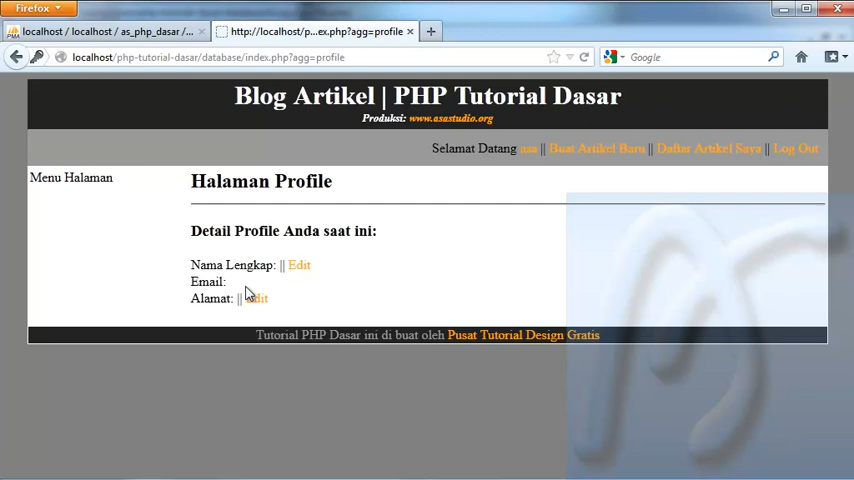 Firefox
localhost / localhost / as_php_dasar /...
http://localhost/p...ex.php?agg=profile
localhost/php-tutorial-dasar/database/index.php?agg=profile
Google
Blog Artikel | PHP Tutorial Dasar
Produksi: www.asastudio.org
Selamat Datang asa || Buat Artikel Baru || Daftar Artikel Saya || Log Out
Menu Halaman
Halaman Profile
Detail Profile Anda saat ini:
Nama Lengkap: || Edit
Email:
Alamat: || Edit
Tutorial PHP Dasar ini di buat oleh Pusat Tutorial Design Gratis